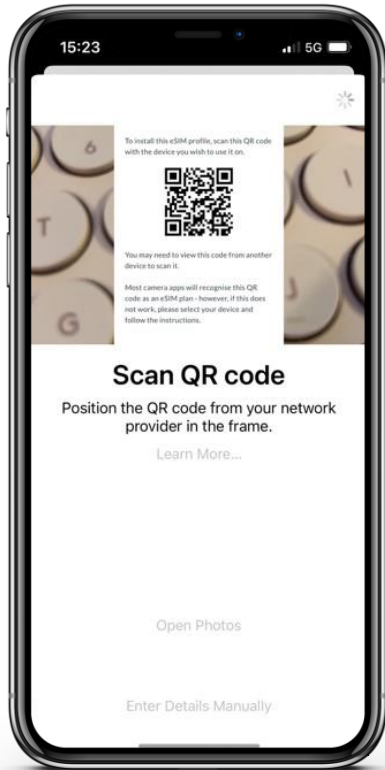 15:23
5G
6
T
G
1
J
To install this eSIM profile, scan this QR code
with the device you wish to use it on.
You may need to view this code from another
device to scan it.
Most camera apps will recognise this QR
code as an eSIM plan - however, if this does
not work, please select your device and
follow the instructions.
Scan QR code
Position the QR code from your network
provider in the frame.
Learn More...
Open Photos
Enter Details Manually